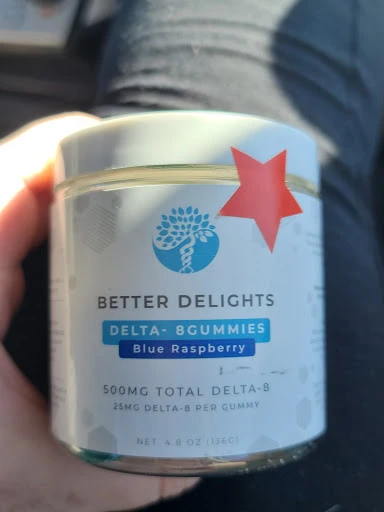 BETTER DELIGHTS
DELTA- 8GUMMIES
Blue Raspberry
500MG TOTAL DELTA-8
25MG DELTA-8 PER GUMMY
NET. 4.8 OZ (136G)